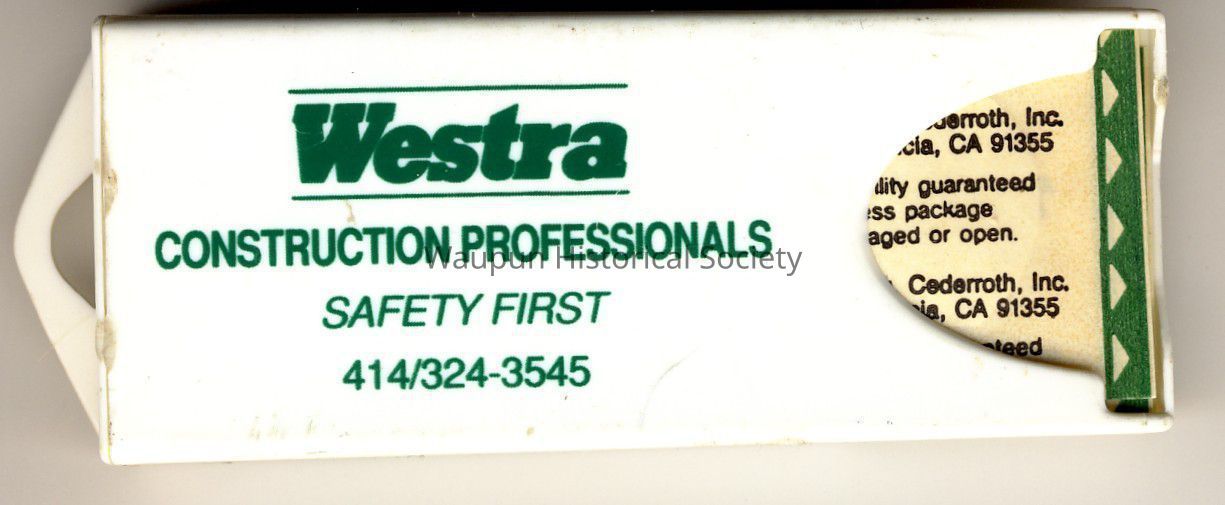 Westra
CONSTRUCTION PROFESSIONALS
Waupun Historical Society
SAFETY FIRST
414/324-3545
Inc.
CA 91355
guaranteed
package
or open.
Cederroth, Inc.
CA 91355